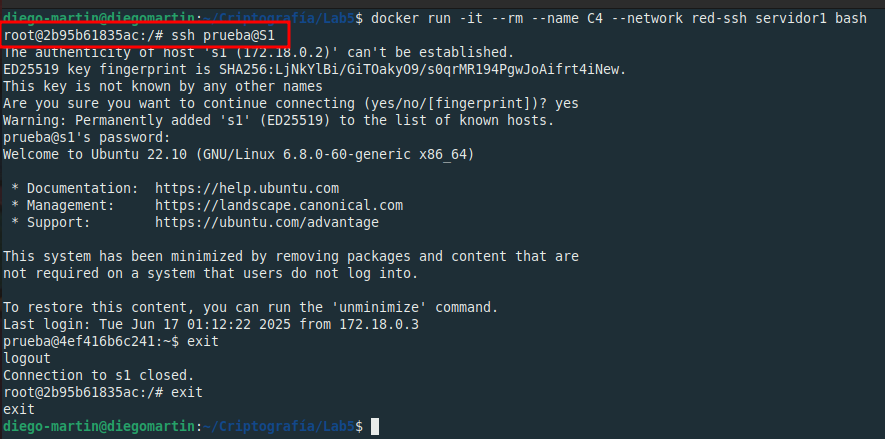 diego-martin@diegomartin:~/Criptografia/Lab5$ docker run -it --rm --name C4 --network red-ssh servidor1 bash
root@2b95b61835ac:/# ssh prueba@S1
The authenticity of host 's1 (172.18.0.2)' can't be established.
ED25519 key fingerprint is SHA256:LjNkYlBi/GiTOakyO9/s0qrMR194PgwJoAifrt4iNew.
This key is not known by any other names
Are you sure you want to continue connecting (yes/no/[fingerprint])? yes
Warning: Permanently added 's1' (ED25519) to the list of known hosts.
prueba@s1's password:
Welcome to Ubuntu 22.10 (GNU/Linux 6.8.0-60-generic x86_64)
* Documentation:  https://help.ubuntu.com
* Management:     https://landscape.canonical.com
* Support:        https://ubuntu.com/advantage
This system has been minimized by removing packages and content that are
not required on a system that users do not log into.
To restore this content, you can run the 'unminimize' command.
Last login: Tue Jun 17 01:12:22 2025 from 172.18.0.3
prueba@4ef416b6c241:~$ exit
logout
Connection to s1 closed.
root@2b95b61835ac:/# exit
exit
diego-martin@diegomartin:~/Criptografia/Lab5$